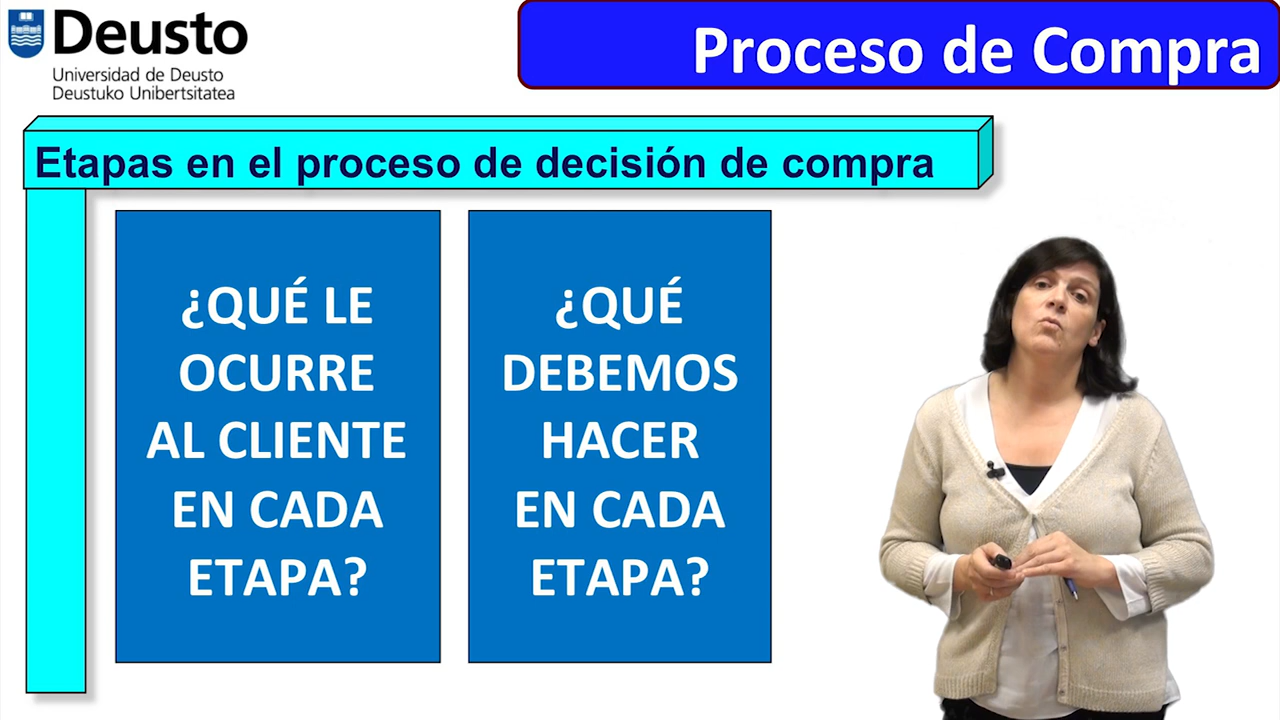 Deusto
Universidad de Deusto
Deustuko Unibertsitatea
Proceso de Compra
Etapas en el proceso de decisión de compra
¿QUÉ LE
OCURRE
AL CLIENTE
EN CADA
ETAPA?
¿QUÉ
DEBEMOS
HACER
EN CADA
ETAPA?